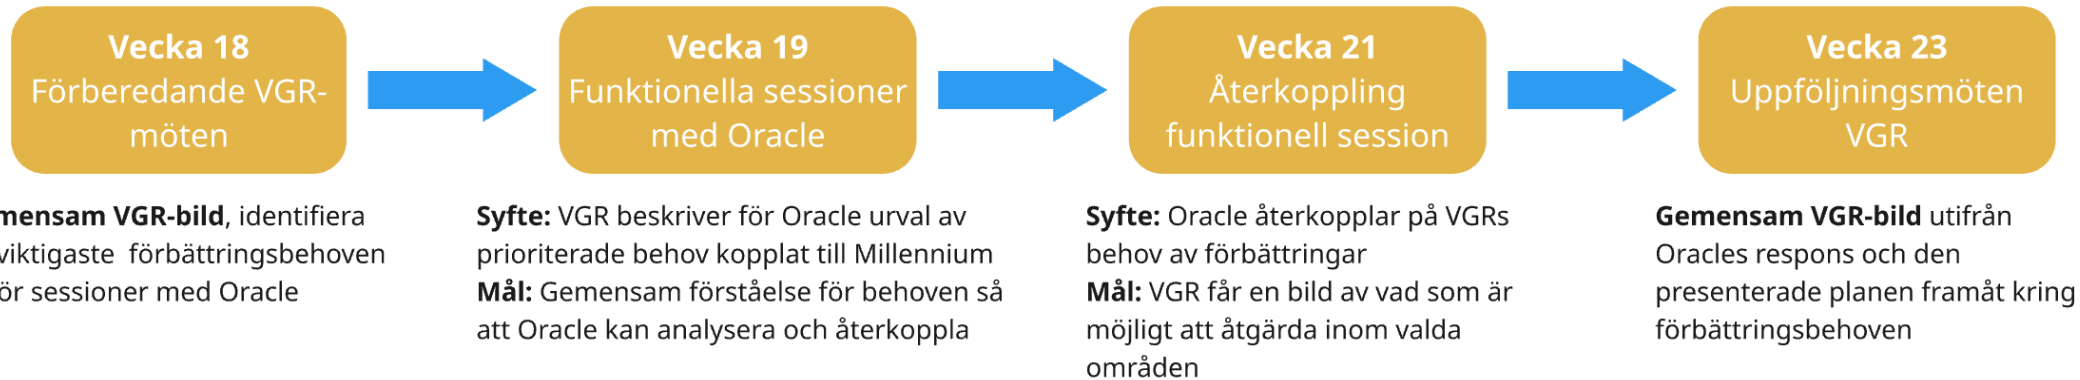 Vecka 18
Förberedande VGR-
möten
Vecka 19
Funktionella sessioner
med Oracle
Vecka 21
Återkoppling
funktionell session
Vecka 23
Uppföljningsmöten
VGR
mensam VGR-bild, identifiera
viktigaste förbättringsbehoven
ör sessioner med Oracle
Syfte: VGR beskriver för Oracle urval av
prioriterade behov kopplat till Millennium
Mål: Gemensam förståelse för behoven så
att Oracle kan analysera och återkoppla
Syfte: Oracle återkopplar på VGRs
behov av förbättringar
Mål: VGR får en bild av vad som är
möjligt att åtgärda inom valda
områden
Gemensam VGR-bild utifrån
Oracles respons och den
presenterade planen framåt kring
förbättringsbehoven